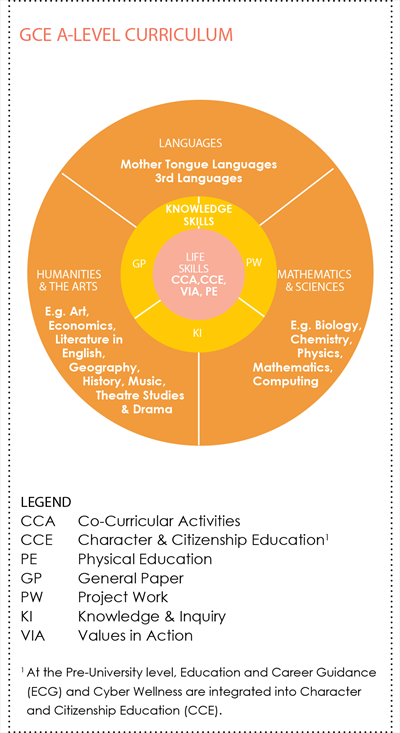 GCE A-LEVEL CURRICULUM
LANGUAGES
Mother Tongue Languages
3rd Languages
KNOWLEDGE
SKILLS
GP
PW
KI
LIFE
SKILLS
CCA,CCE,
VIA, PE
HUMANITIES
& THE ARTS
E.g. Art,
Economics,
Literature in
English,
Geography,
History, Music,
Theatre Studies
& Drama
MATHEMATICS
& SCIENCES
E.g. Biology,
Chemistry,
Physics,
Mathematics,
Computing
LEGEND
CCA Co-Curricular Activities
CCE Character & Citizenship Education¹
PE Physical Education
GP General Paper
PW Project Work
KI Knowledge & Inquiry
VIA Values in Action
¹ At the Pre-University level, Education and Career Guidance
(ECG) and Cyber Wellness are integrated into Character
and Citizenship Education (CCE).